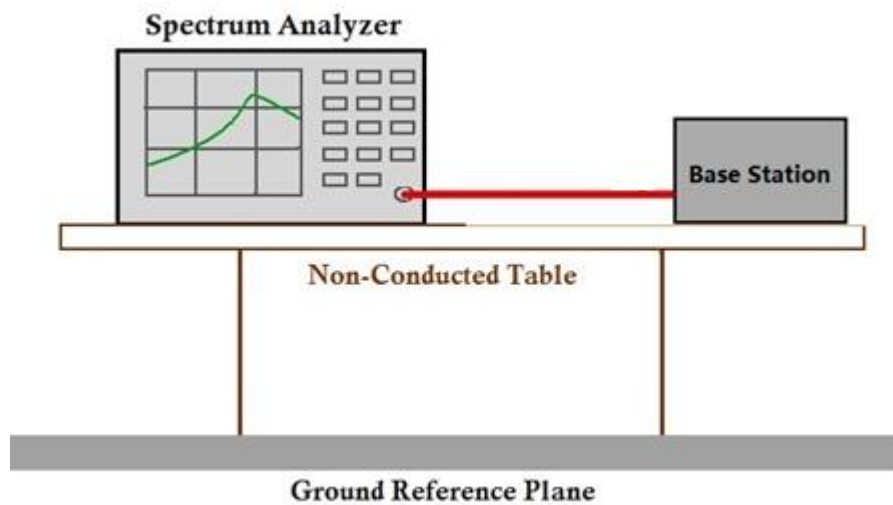 Spectrum Analyzer
Base Station
Non-Conducted Table
Ground Reference Plane